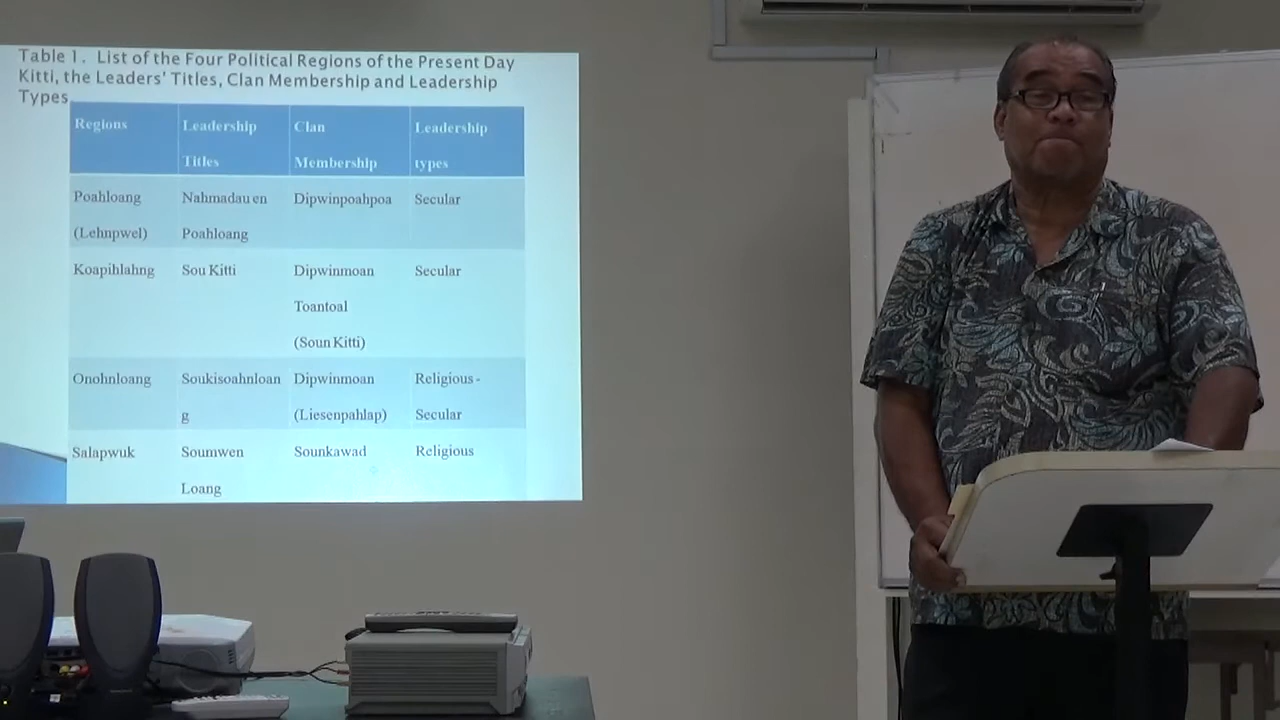 Table 1. List of the Four Political Regions of the Present Day
Kitti, the Leaders' Titles, Clan Membership and Leadership
Types
Regions
Leadership
Titles
Clan
Membership
Leadership
types
Poahloang
(Lehnpwel)
Nahmadau en
Poahloang
Dipwinpoahpoa
Secular
Koapihlahng
Sou Kitti
Dipwinmoan
Toantoal
(Soun Kitti)
Secular
Onohnloang
Soukisoahnloan
g
Dipwinmoan
(Liesenpahlap)
Religious -
Secular
Salapwuk
Soumwen
Loang
Sounkawad
Religious